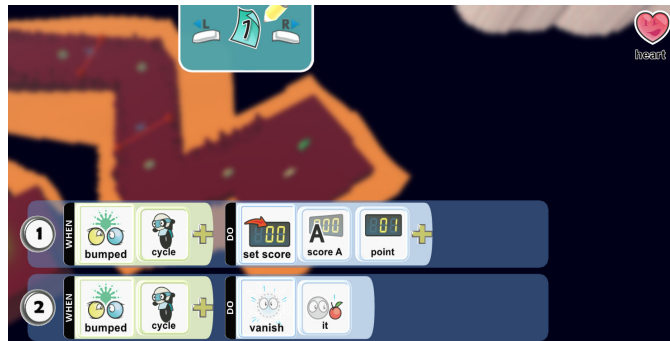 L 1 R
heart
1 WHEN bumped cycle DO 00 set score A00 score A 01 point
2 WHEN bumped cycle DO vanish it